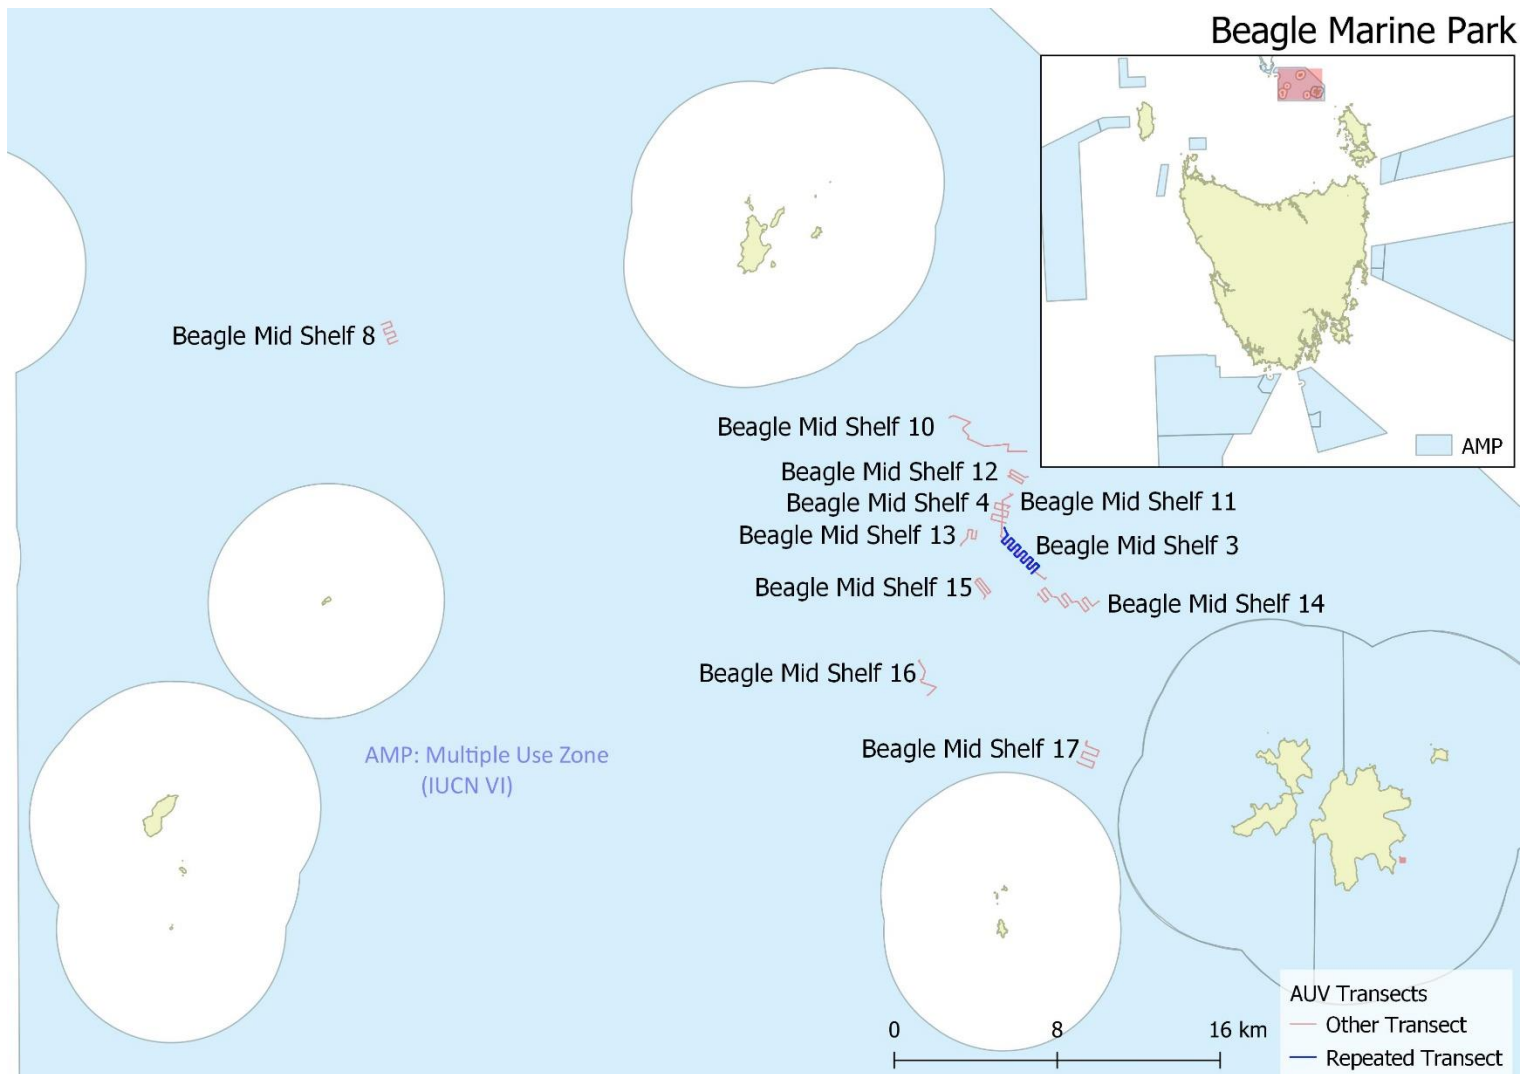 Beagle Marine Park
AMP
Beagle Mid Shelf 8
Beagle Mid Shelf 10
Beagle Mid Shelf 12
Beagle Mid Shelf 4
Beagle Mid Shelf 11
Beagle Mid Shelf 13
Beagle Mid Shelf 3
Beagle Mid Shelf 15
Beagle Mid Shelf 14
Beagle Mid Shelf 16
Beagle Mid Shelf 17
AMP: Multiple Use Zone
(IUCN VI)
0 8 16 km
AUV Transects
Other Transect
Repeated Transect